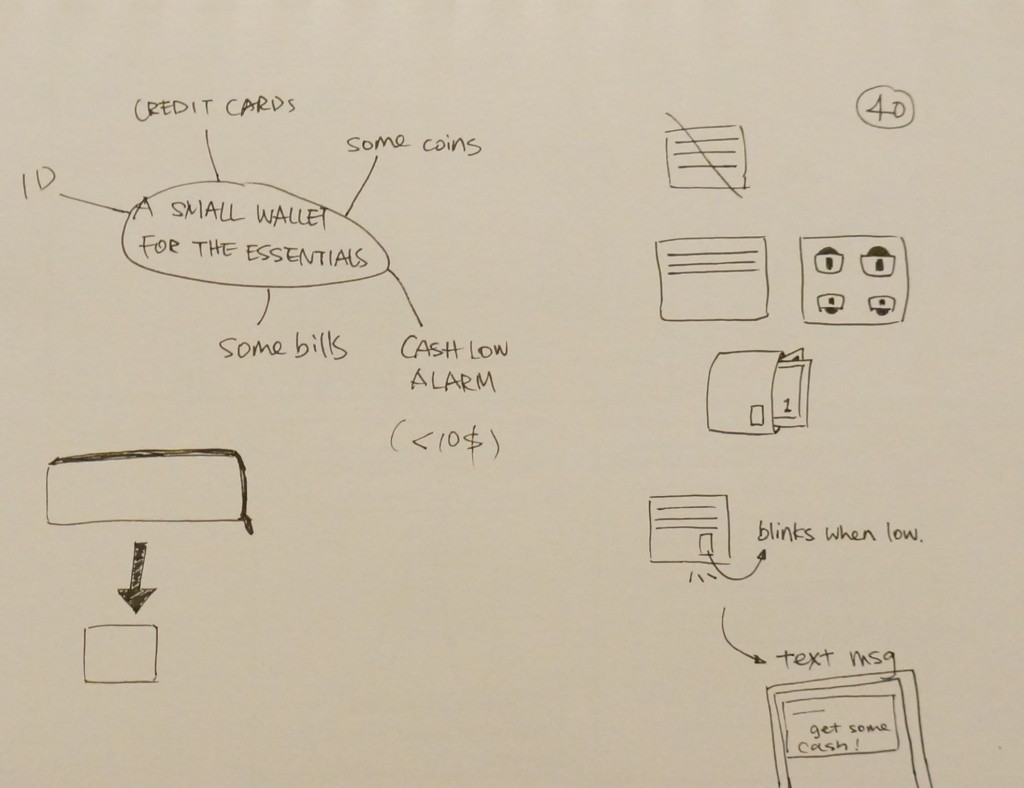 CREDIT CARDS
40
some coins
ID
A SMALL WALLET
FOR THE ESSENTIALS
some bills
CASH LOW
ALARM
(<10$)
1
blinks when low.
text msg
get some
cash!